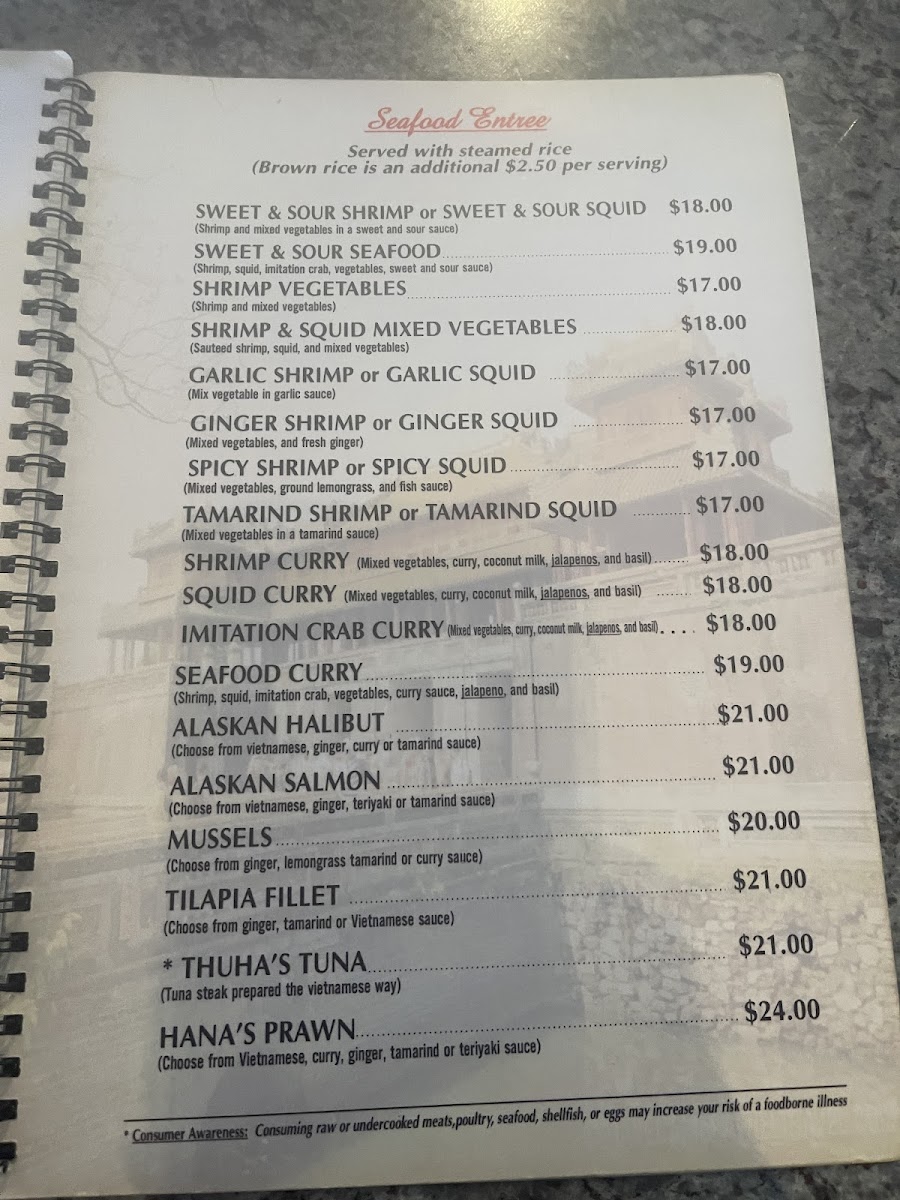 Seafood Entree
Served with steamed rice
(Brown rice is an additional $2.50 per serving)
SWEET & SOUR SHRIMP or SWEET & SOUR SQUID $18.00
(Shrimp and mixed vegetables in a sweet and sour sauce)
SWEET & SOUR SEAFOOD $19.00
(Shrimp, squid, imitation crab, vegetables, sweet and sour sauce)
SHRIMP VEGETABLES $17.00
(Shrimp and mixed vegetables)
SHRIMP & SQUID MIXED VEGETABLES $18.00
(Sauteed shrimp, squid, and mixed vegetables)
GARLIC SHRIMP or GARLIC SQUID $17.00
(Mix vegetable in garlic sauce)
GINGER SHRIMP or GINGER SQUID $17.00
(Mixed vegetables, and fresh ginger)
SPICY SHRIMP or SPICY SQUID $17.00
(Mixed vegetables, ground lemongrass, and fish sauce)
TAMARIND SHRIMP or TAMARIND SQUID $17.00
(Mixed vegetables in a tamarind sauce)
SHRIMP CURRY (Mixed vegetables, curry, coconut milk, jalapenos, and basil) $18.00
SQUID CURRY (Mixed vegetables, curry, coconut milk, jalapenos, and basil) $18.00
IMITATION CRAB CURRY (Mixed vegetables, curry, coconut milk, jalapenos, and basil) $18.00
SEAFOOD CURRY $19.00
(Shrimp, squid, imitation crab, vegetables, curry sauce, jalapeno, and basil)
ALASKAN HALIBUT $21.00
(Choose from vietnamese, ginger, curry or tamarind sauce)
ALASKAN SALMON $21.00
(Choose from vietnamese, ginger, teriyaki or tamarind sauce)
MUSSELS $20.00
(Choose from ginger, lemongrass tamarind or curry sauce)
TILAPIA FILLET $21.00
(Choose from ginger, tamarind or Vietnamese sauce)
* THUHA'S TUNA $21.00
(Tuna steak prepared the vietnamese way)
HANA'S PRAWN $24.00
(Choose from Vietnamese, curry, ginger, tamarind or teriyaki sauce)
* Consumer Awareness: Consuming raw or undercooked meats,poultry, seafood, shellfish, or eggs may increase your risk of a foodborne illness